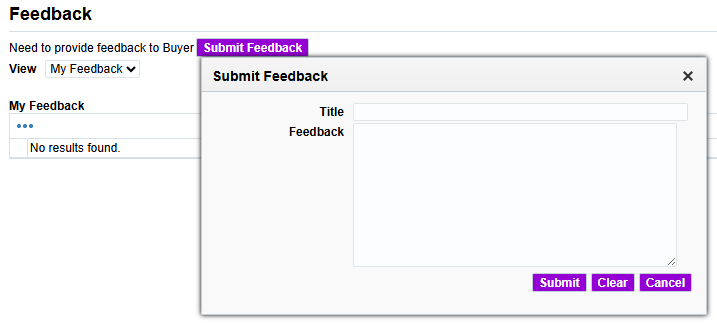 Feedback
Need to provide feedback to Buyer Submit Feedback
View My Feedback
My Feedback
No results found.
Submit Feedback
Title
Feedback
Submit Clear Cancel